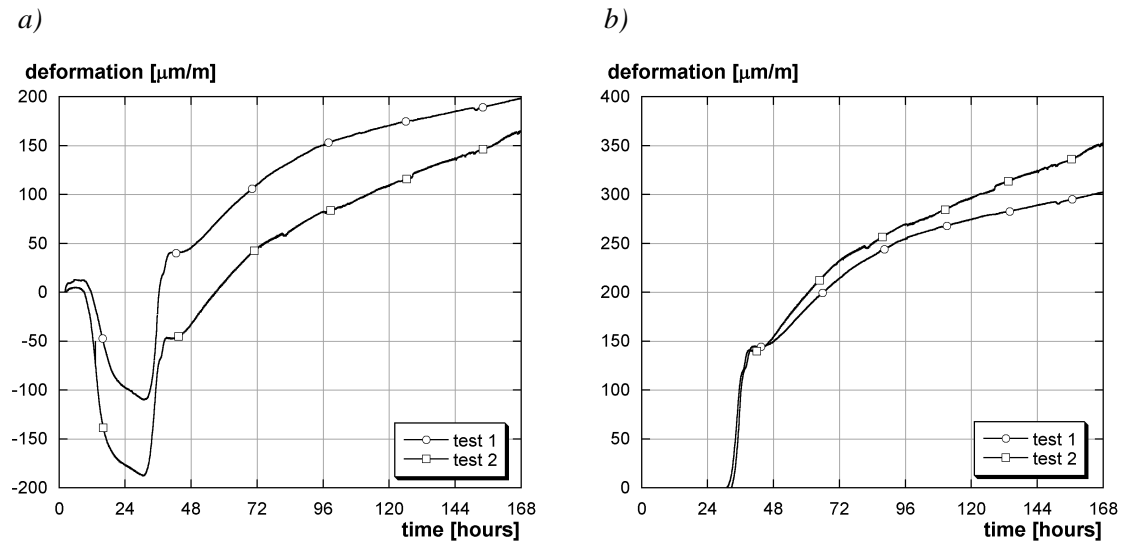 a)
deformation [μm/m]
200
150
100
50
0
-50
-100
-150
-200
0 24 48 72 96 120 144 168
time [hours]
test 1
test 2
b)
deformation [μm/m]
400
350
300
250
200
150
100
50
0
0 24 48 72 96 120 144 168
time [hours]
test 1
test 2